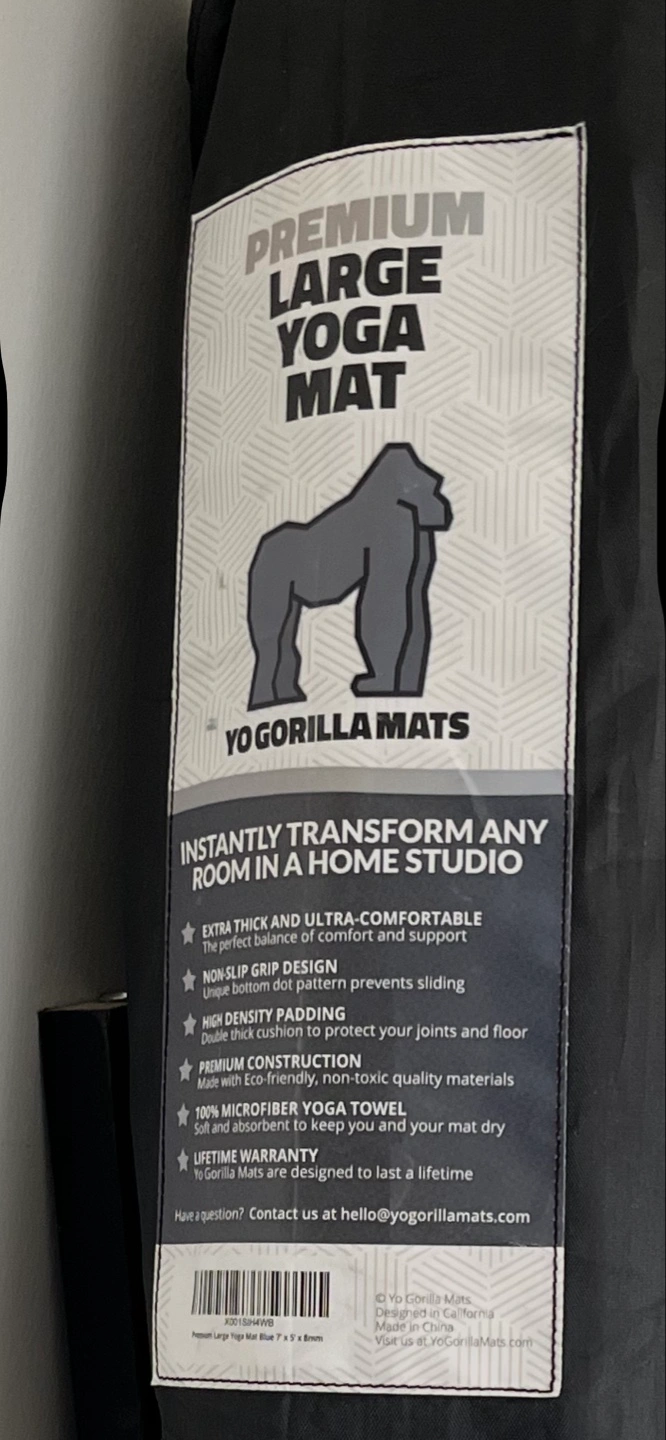 PREMIUM
LARGE
YOGA
MAT
YO GORILLA MATS
INSTANTLY TRANSFORM ANY
ROOM IN A HOME STUDIO
EXTRA THICK AND ULTRA-COMFORTABLE
The perfect balance of comfort and support
NON-SLIP GRIP DESIGN
Unique bottom dot pattern prevents sliding
HIGH DENSITY PADDING
Double thick cushion to protect your joints and floor
PREMIUM CONSTRUCTION
Made with Eco-friendly, non-toxic quality materials
100% MICROFIBER YOGA TOWEL
Soft and absorbent to keep you and your mat dry
LIFETIME WARRANTY
Yo Gorilla Mats are designed to last a lifetime
Have a question? Contact us at hello@yogorillamats.com
X001SIH4WB
Premium Large Yoga Mat Blue 7' x 5' x 8mm
© Yo Gorilla Mats
Designed in California
Made in China
Visit us at YoGorillaMats.com